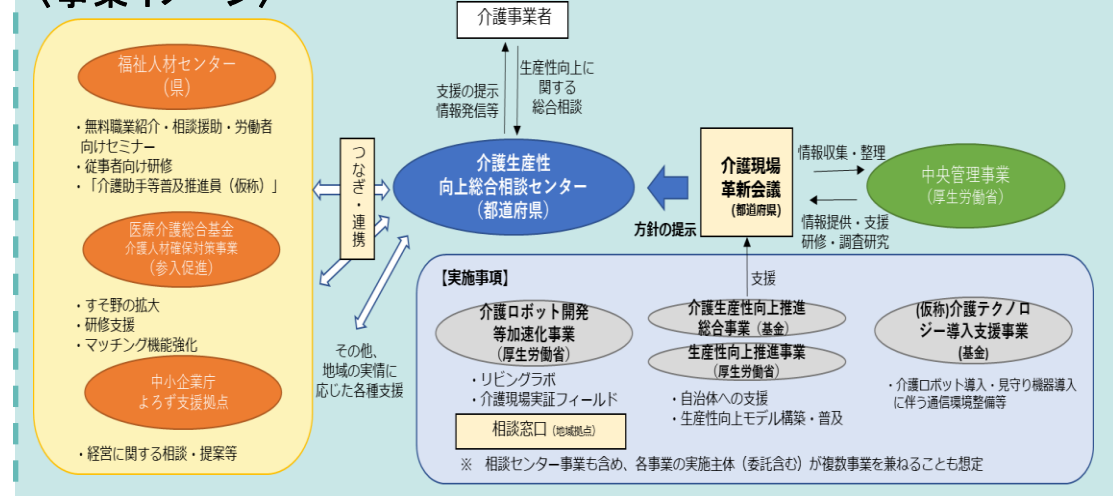 （事業イメージ）
介護事業者
支援の提示
情報発信等
生産性向上に
関する
総合相談
福祉人材センター
（県）
・無料職業紹介・相談援助・労働者
向けセミナー
・従事者向け研修
・「介護助手等普及推進員（仮称）」
医療介護総合基金
介護人材確保対策事業
（参入促進）
・すそ野の拡大
・研修支援
・マッチング機能強化
中小企業庁
よろず支援拠点
・経営に関する相談・提案等
つなぎ・連携
その他、
地域の実情に
応じた各種支援
介護生産性
向上総合相談センター
（都道府県）
方針の提示
介護現場
革新会議
（都道府県）
情報収集・整理
情報提供・支援
研修・調査研究
中央管理事業
（厚生労働省）
支援
【実施事項】
介護ロボット開発
等加速化事業
（厚生労働省）
・リビングラボ
・介護現場実証フィールド
相談窓口（地域拠点）
介護生産性向上推進
総合事業（基金）
生産性向上推進事業
（厚生労働省）
・自治体への支援
・生産性向上モデル構築・普及
(仮称)介護テクノロ
ジー導入支援事業
(基金)
・介護ロボット導入・見守り機器導入
に伴う通信環境整備等
※　相談センター事業も含め、各事業の実施主体（委託含む）が複数事業を兼ねることも想定